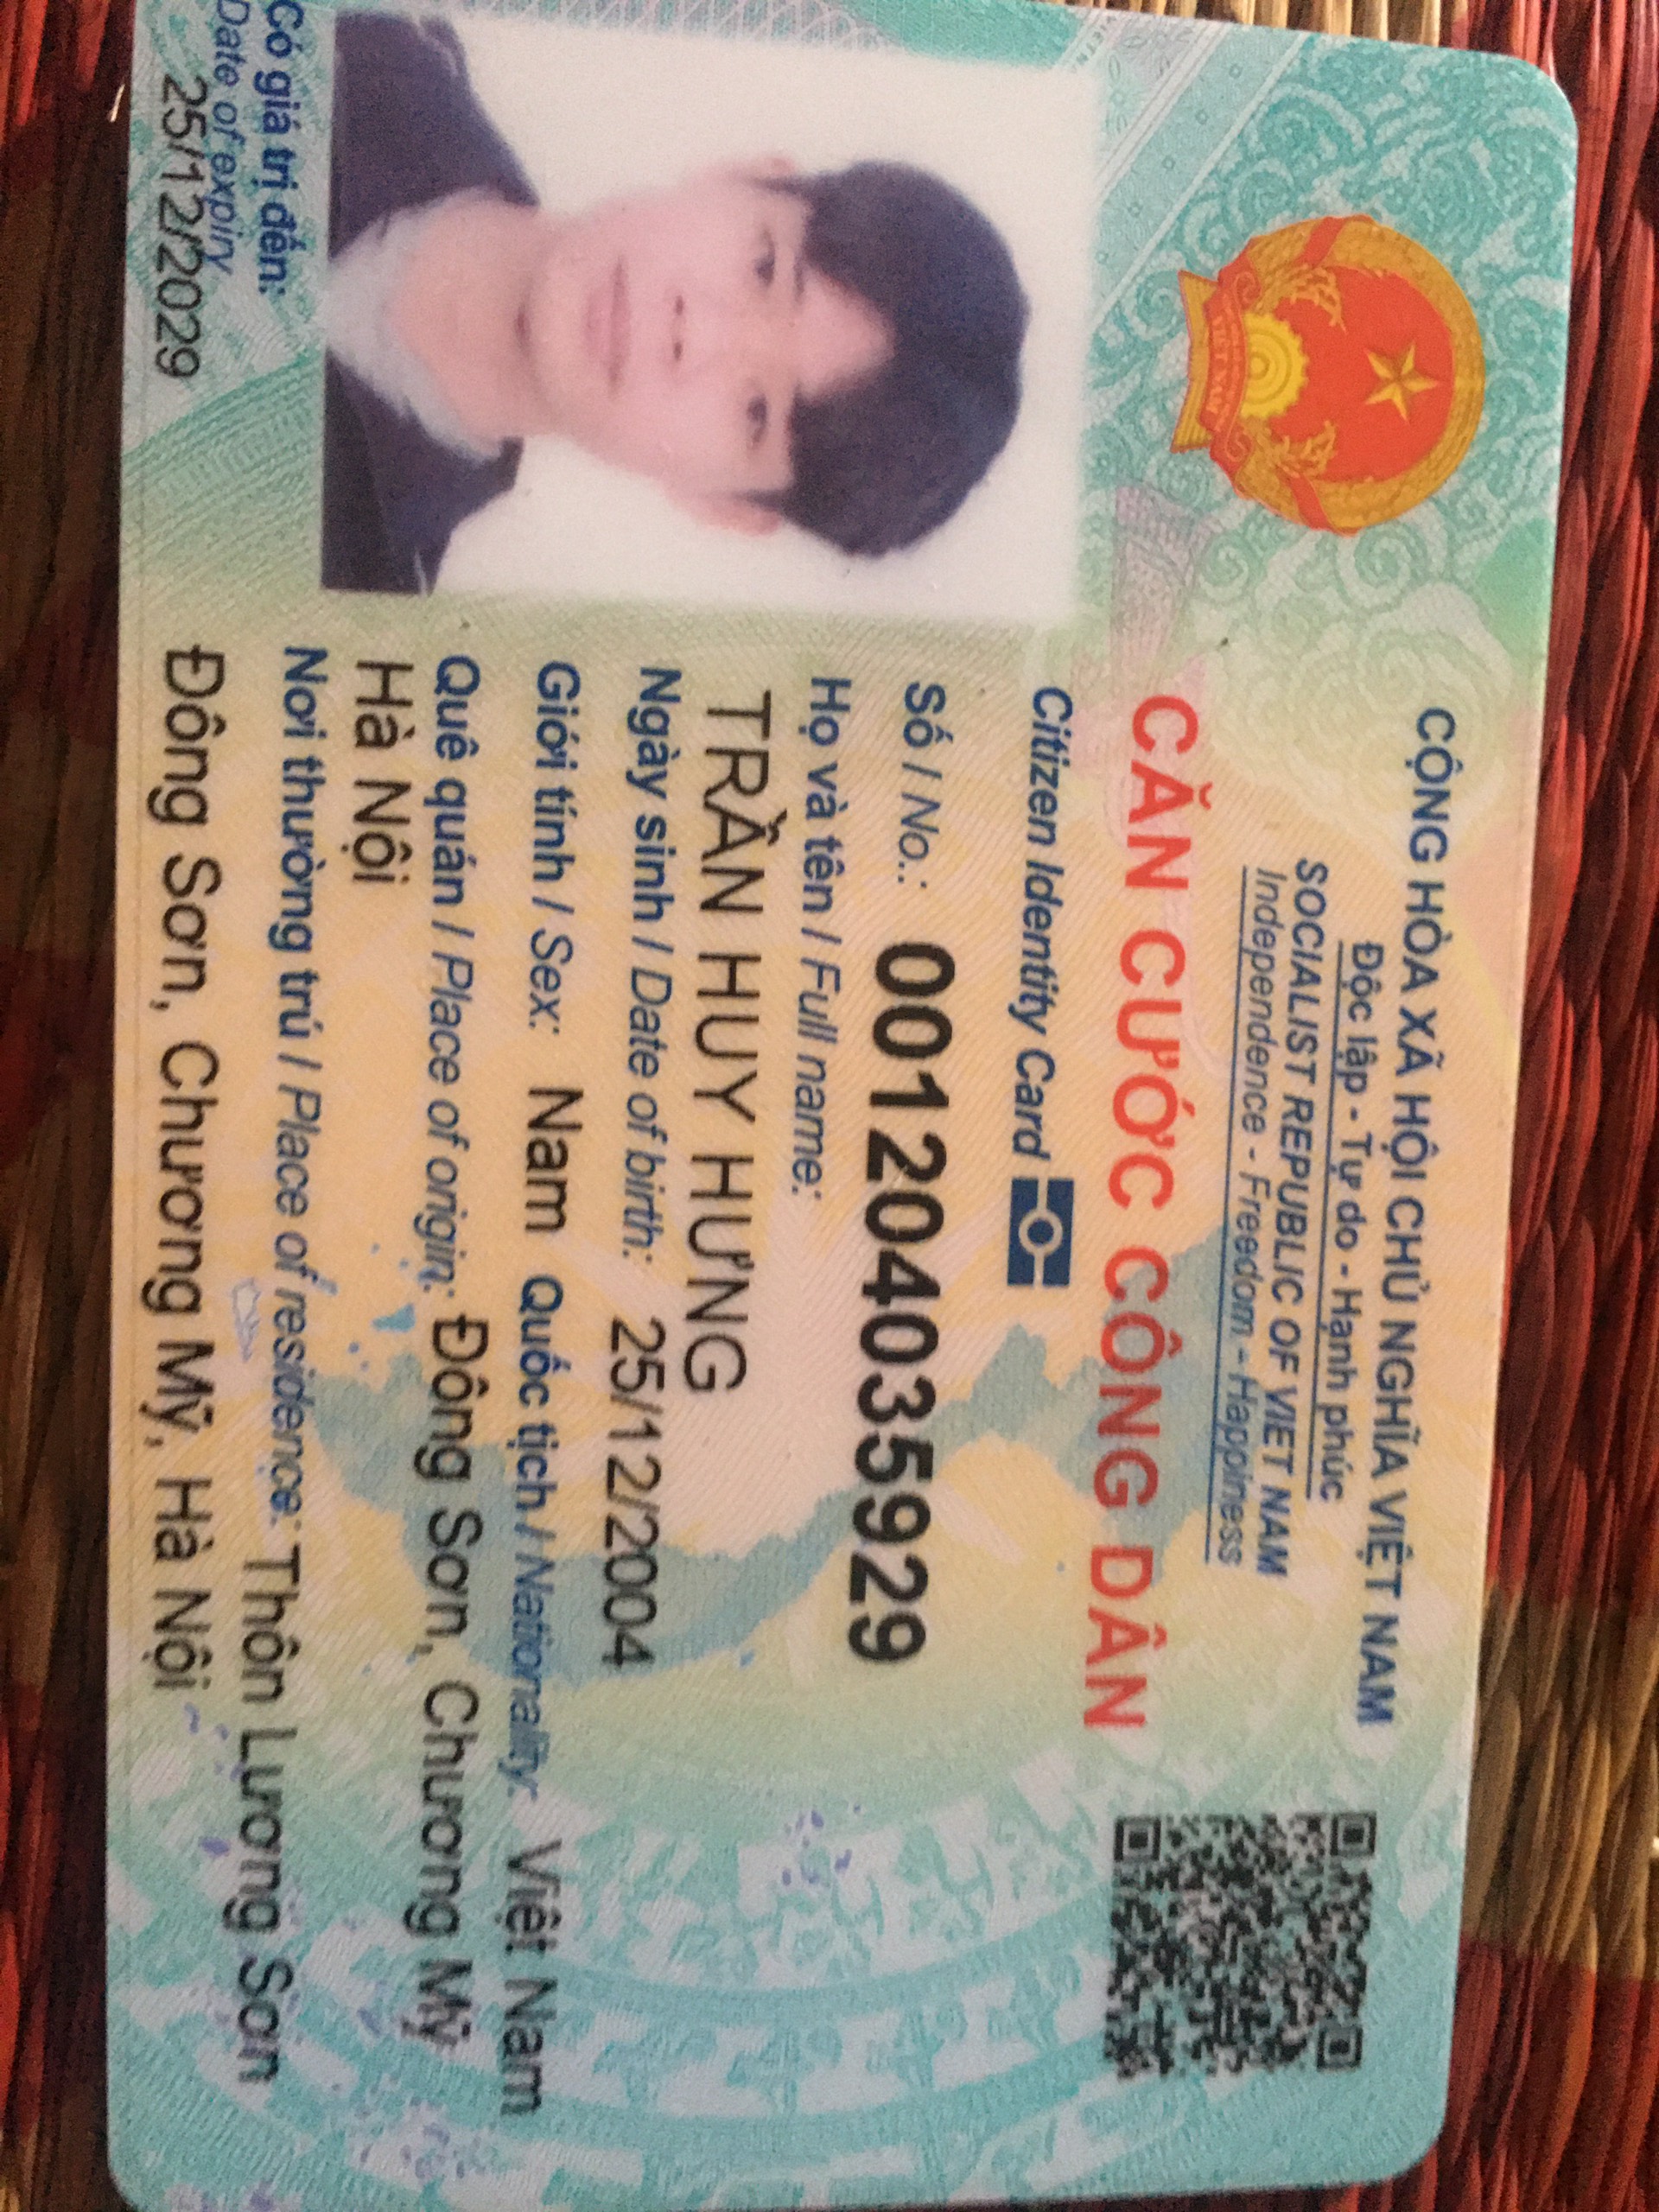 CỘNG HÒA XÃ HỘI CHỦ NGHĨA VIỆT NAM
Độc lập - Tự do - Hạnh phúc
SOCIALIST REPUBLIC OF VIET NAM
Independence - Freedom - Happiness
CĂN CƯỚC CÔNG DÂN
Citizen Identity Card
Số / No.: 001204035929
Họ và tên / Full name:
TRẦN HUY HƯNG
Ngày sinh / Date of birth: 25/12/2004
Giới tính / Sex: Nam Quốc tịch / Nationality: Việt Nam
Quê quán / Place of origin: Đông Sơn, Chương Mỹ
Hà Nội
Nơi thường trú / Place of residence: Thôn Lương Sơn
Đông Sơn, Chương Mỹ, Hà Nội
Có giá trị đến:
Date of expiry
25/12/2029
VIỆT NAM